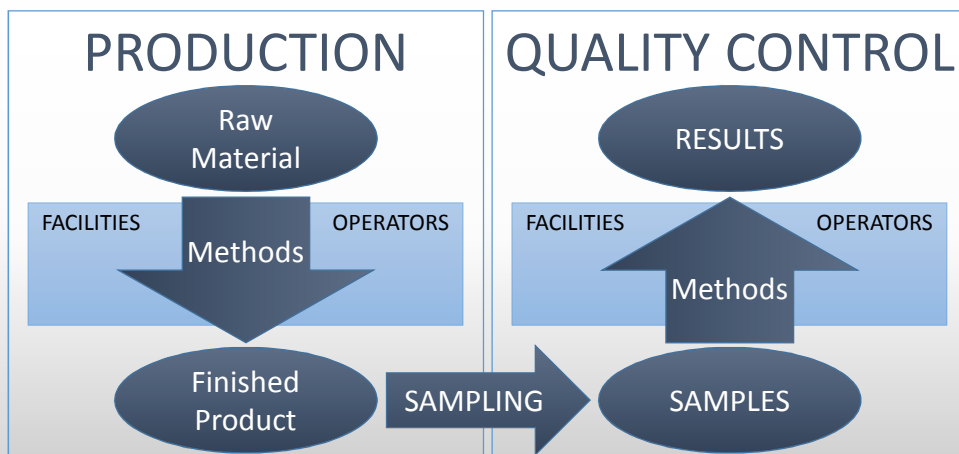 PRODUCTION
Raw
Material
FACILITIES
OPERATORS
Methods
Finished
Product
SAMPLING
QUALITY CONTROL
RESULTS
FACILITIES
OPERATORS
Methods
SAMPLES